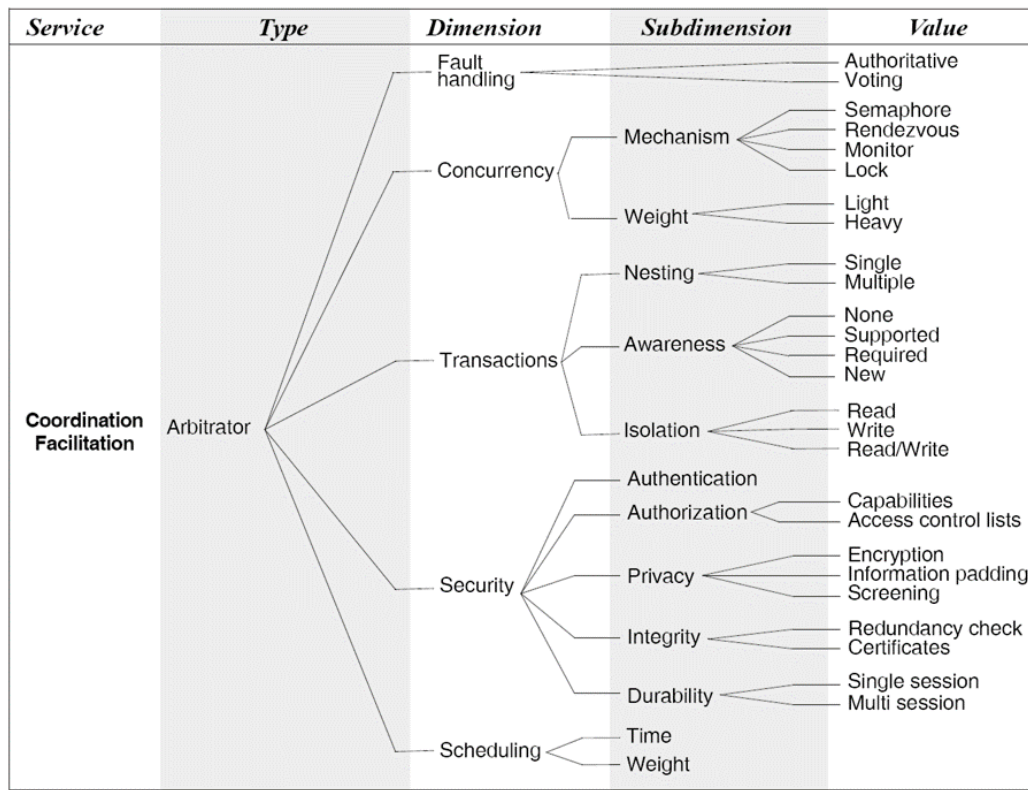 Service Type Dimension Subdimension Value
Fault
handling
Authoritative
Voting
Concurrency
Mechanism
Semaphore
Rendezvous
Monitor
Lock
Weight
Light
Heavy
Transactions
Nesting
Single
Multiple
Awareness
None
Supported
Required
New
Isolation
Read
Write
Read/Write
Coordination
Facilitation
Arbitrator
Security
Authentication
Authorization
Capabilities
Access control lists
Privacy
Encryption
Information padding
Screening
Integrity
Redundancy check
Certificates
Durability
Single session
Multi session
Scheduling
Time
Weight